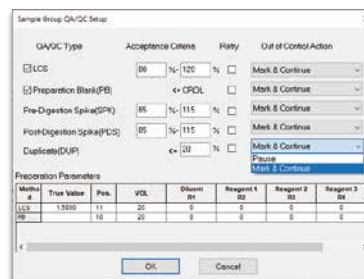 Sample Group QA/QC Setup
QA/QC Type Acceptance Criteria Retry Out of Control Action
LCS 80 %- 120 % Mark & Continue
Preparation Blank(PB) <- CRQL Mark & Continue
Pre-Digestion Spike(SPK) 85 %- 115 % Mark & Continue
Post-Digestion Spike(PDS) 85 %- 115 % Mark & Continue
Duplicate(DUP) <= 20 % Mark & Continue
Pause
Mark & Continue
Preparation Parameters
Method True Value Pos. VOL Diluent R1 Reagent 1 R2 Reagent 2 R3 Reagent 3 R4
LCS 1.5000 11 20 0 0 0 0
PB 10 20 0 0 0 0
OK Cancel